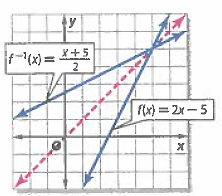 y
f⁻¹(x) = x + 5 / 2
f(x) = 2x − 5
O
x